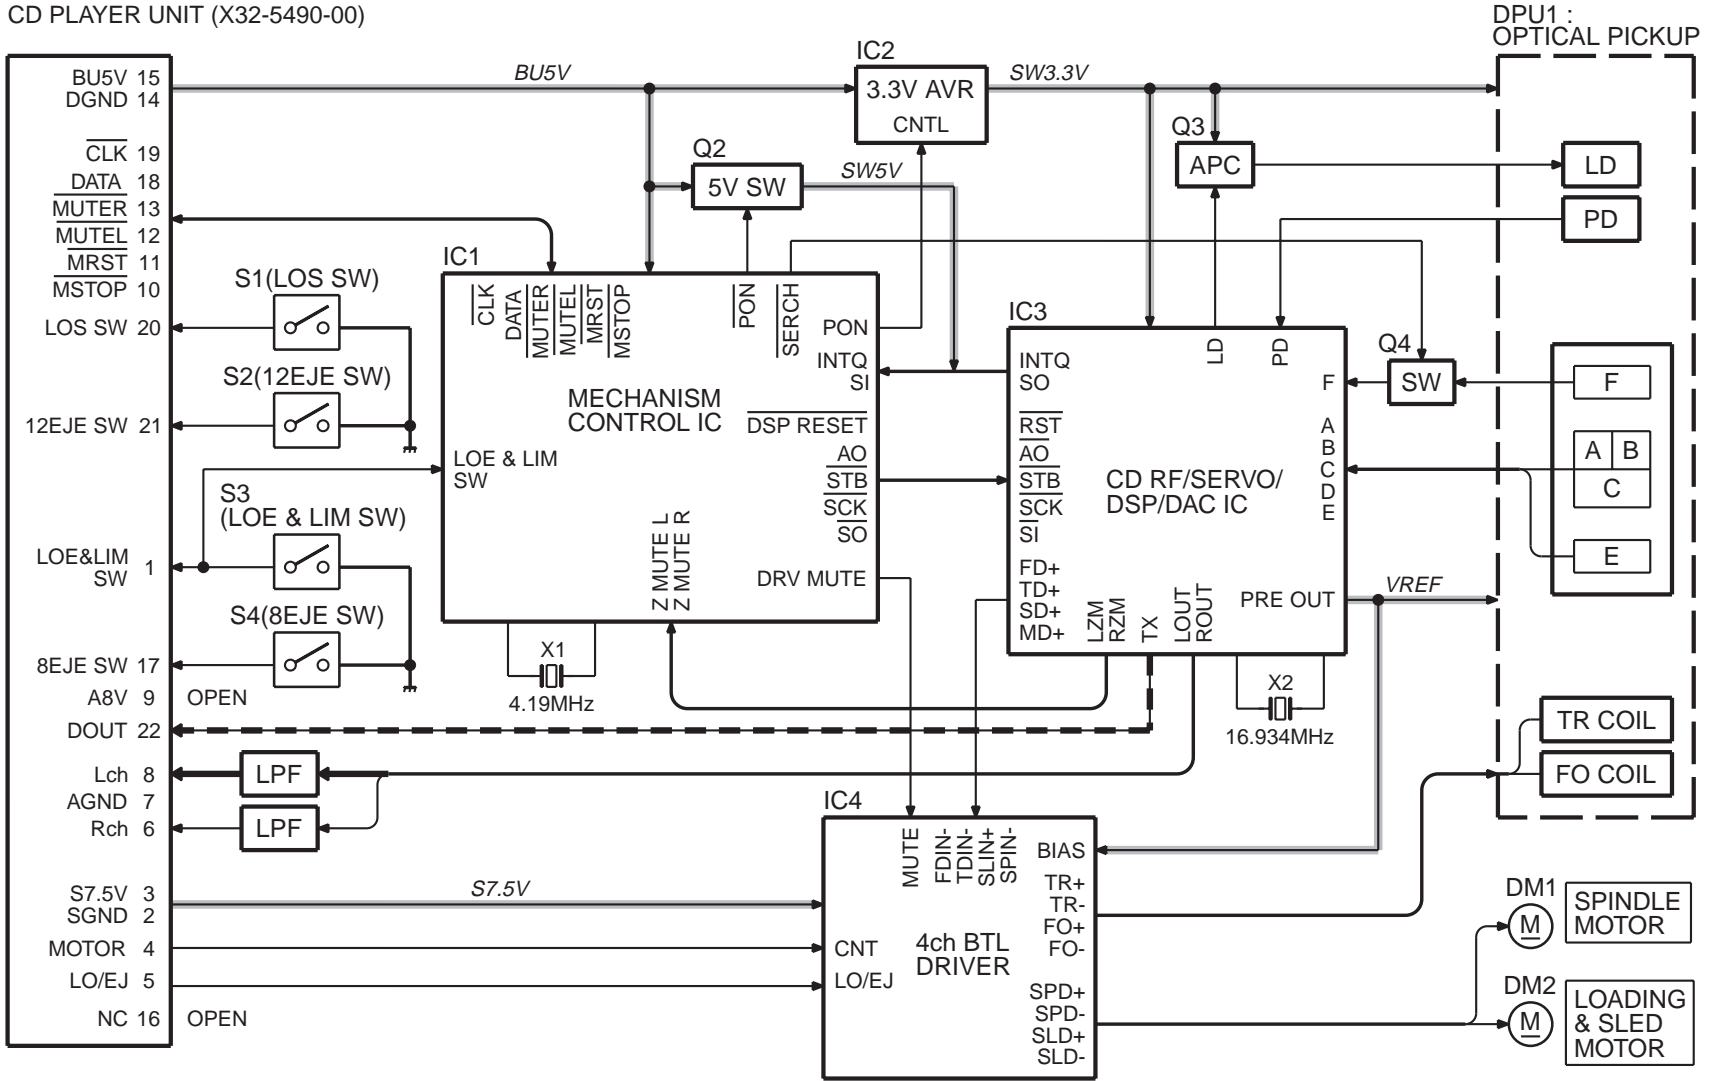 CD PLAYER UNIT (X32-5490-00)
DPU1 :
OPTICAL PICKUP
BU5V 15
DGND 14
CLK 19
DATA 18
MUTER 13
MUTEL 12
MRST 11
MSTOP 10
LOS SW 20
12EJE SW 21
LOE&LIM
SW 1
8EJE SW 17
A8V 9 OPEN
DOUT 22
Lch 8
AGND 7
Rch 6
S7.5V 3
SGND 2
MOTOR 4
LO/EJ 5
NC 16 OPEN
BU5V
S1(LOS SW)
S2(12EJE SW)
S3
(LOE & LIM SW)
S4(8EJE SW)
LPF
LPF
S7.5V
IC2
3.3V AVR
CNTL
SW3.3V
Q2
5V SW
SW5V
Q3
APC
IC1
CLK
DATA
MUTER
MUTEL
MRST
MSTOP
PON
SERCH
PON
INTQ
SI
MECHANISM
CONTROL IC
DSP RESET
AO
STB
SCK
SO
LOE & LIM
SW
Z MUTE L
Z MUTE R
DRV MUTE
X1
4.19MHz
IC3
INTQ
SO
RST
AO
STB
SCK
SI
FD+
TD+
SD+
MD+
LD
PD
F
A
B
C
D
E
CD RF/SERVO/
DSP/DAC IC
LZM
RZM
TX
LOUT
ROUT
PRE OUT
VREF
X2
16.934MHz
Q4
SW
LD
PD
F
A B
C
E
TR COIL
FO COIL
IC4
MUTE
FDIN-
TDIN-
SLIN+
SPIN-
BIAS
TR+
TR-
FO+
FO-
CNT
LO/EJ
4ch BTL
DRIVER
SPD+
SPD-
SLD+
SLD-
DM1
M
SPINDLE
MOTOR
DM2
M
LOADING
& SLED
MOTOR